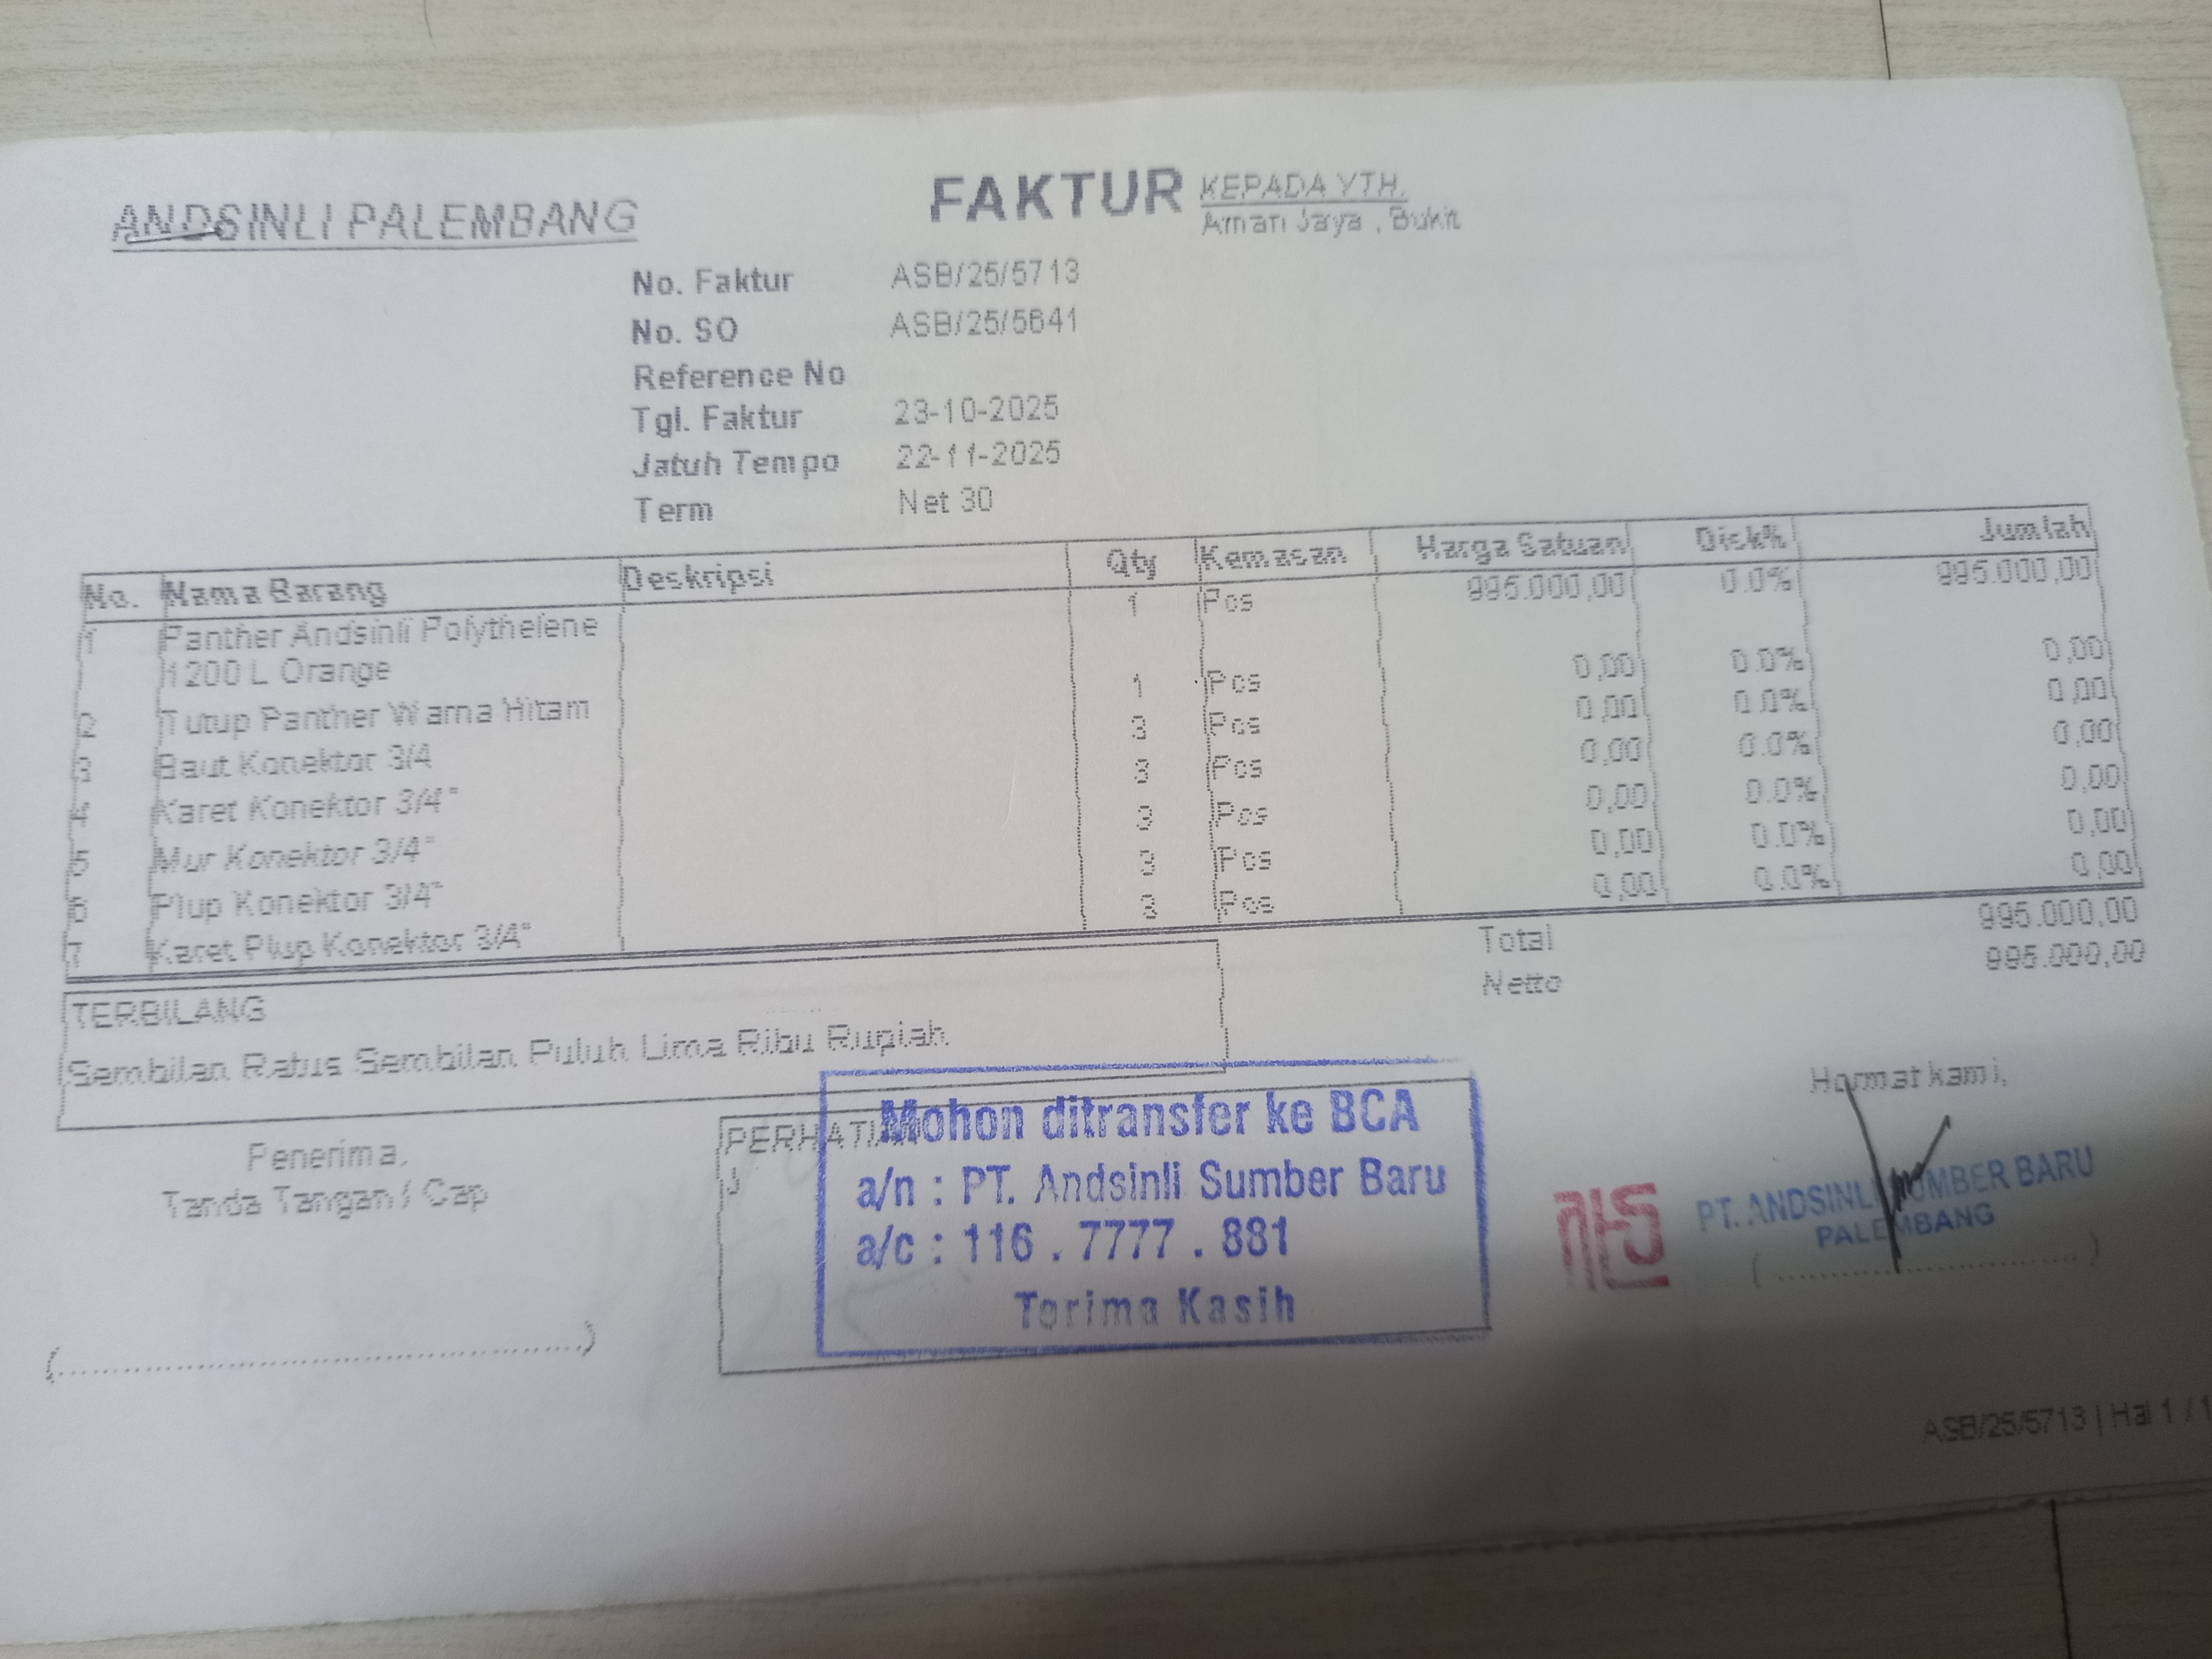 ANDSINLI PALEMBANG
FAKTUR
KEPADA YTH.
Aman Jaya , Bukit
No. Faktur ASB/25/5713
No. SO ASB/25/5641
Reference No
Tgl. Faktur 23-10-2025
Jatuh Tempo 22-11-2025
Term Net 30
No. Nama Barang Deskripsi Qty Kemasan Harga Satuan Disk% Jumlah
1 Panther Andsinli Polythelene 1 Pcs 995.000,00 0.0% 995.000,00
1200 L Orange
2 Tutup Panther Warna Hitam 1 Pcs 0,00 0.0% 0,00
3 Baut Konektor 3/4 3 Pcs 0,00 0.0% 0,00
4 Karet Konektor 3/4" 3 Pcs 0,00 0.0% 0,00
5 Mur Konektor 3/4" 3 Pcs 0,00 0.0% 0,00
6 Plup Konektor 3/4" 3 Pcs 0,00 0.0% 0,00
7 Karet Plup Konektor 3/4" 3 Pcs 0,00 0.0% 0,00
Total 995.000,00
Netto 995.000,00
TERBILANG
Sembilan Ratus Sembilan Puluh Lima Ribu Rupiah
Penerima,
Tanda Tangan / Cap
(..........................................)
PERHATIAN
Mohon ditransfer ke BCA
a/n : PT. Andsinli Sumber Baru
a/c : 116 . 7777 . 881
Terima Kasih
Hormat kami,
PT. ANDSINLI SUMBER BARU
PALEMBANG
(..............................)
ASB/25/5713 | Hal 1 / 1